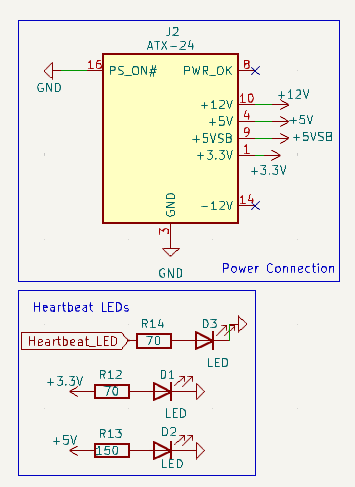 J2
ATX-24
16 PS_ON# PWR_OK 8
GND
+12V 10 +12V
+5V 4 +5V
+5VSB 9 +5VSB
+3.3V 1
+3.3V
-12V 14
GND
3
GND
Power Connection
Heartbeat LEDs
R14 D3
Heartbeat_LED 70
LED
R12 D1
+3.3V 70
LED
R13 D2
+5V 150
LED